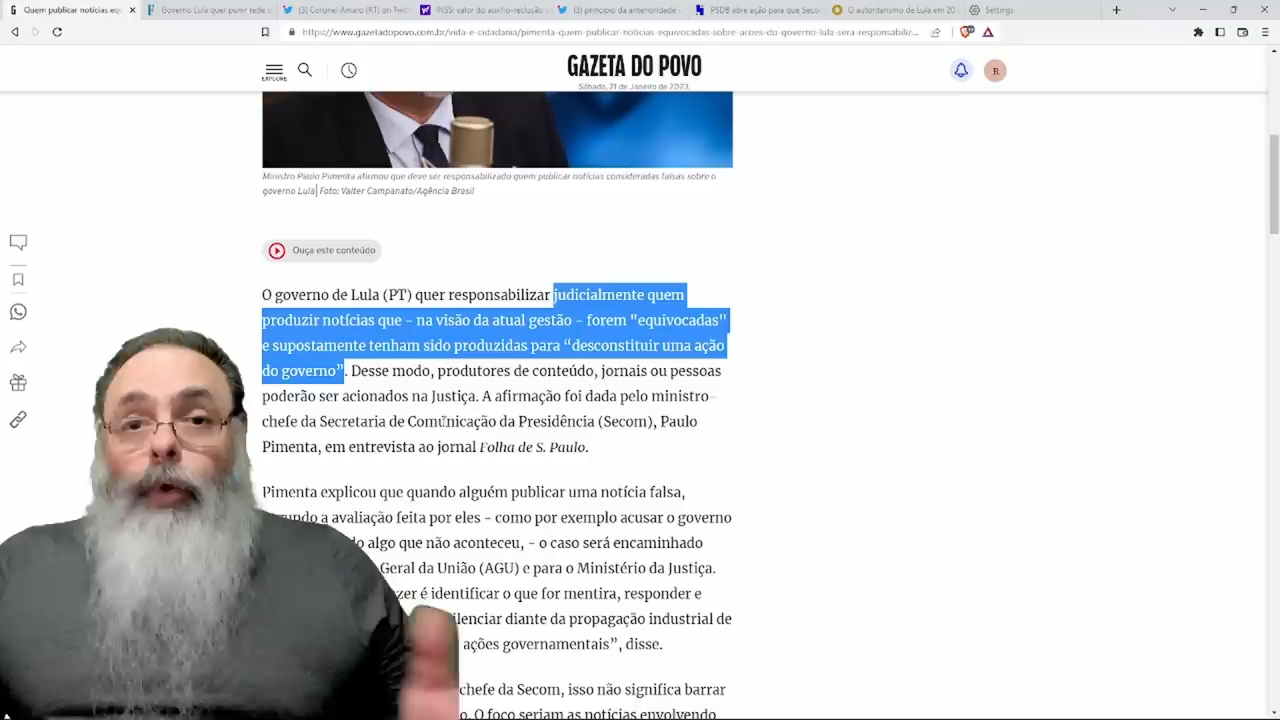 Quem publicar notícias eq
Governo Lula quer punir rede
(3) Coronel Amaro (RT) on Twit
INSS: valor do auxílio-reclusão
(3) principio da anterioridade -
PSDB abre ação para que Seco
O autoritarismo de Lula em 20
Settings
https://www.gazetadopovo.com.br/vida-e-cidadania/pimenta-quem-publicar-noticias-equivocadas-sobre-acoes-do-governo-lula-sera-responsabiliz...
EXPLORE
GAZETA DO POVO
Sábado, 21 de Janeiro de 2023.
R
Ministro Paulo Pimenta afirmou que deve ser responsabilizado quem publicar notícias consideradas falsas sobre o
governo Lula| Foto: Valter Campanato/Agência Brasil
Ouça este conteúdo
O governo de Lula (PT) quer responsabilizar judicialmente quem
produzir notícias que - na visão da atual gestão - forem "equivocadas"
e supostamente tenham sido produzidas para “desconstituir uma ação
do governo”. Desse modo, produtores de conteúdo, jornais ou pessoas
poderão ser acionados na Justiça. A afirmação foi dada pelo ministro-
chefe da Secretaria de Comunicação da Presidência (Secom), Paulo
Pimenta, em entrevista ao jornal Folha de S. Paulo.
Pimenta explicou que quando alguém publicar uma notícia falsa,
a avaliação feita por eles - como por exemplo acusar o governo
algo que não aconteceu, - o caso será encaminhado
Geral da União (AGU) e para o Ministério da Justiça.
é identificar o que for mentira, responder e
diante da propagação industrial de
ações governamentais”, disse.
chefe da Secom, isso não significa barrar
O foco seriam as notícias envolvendo